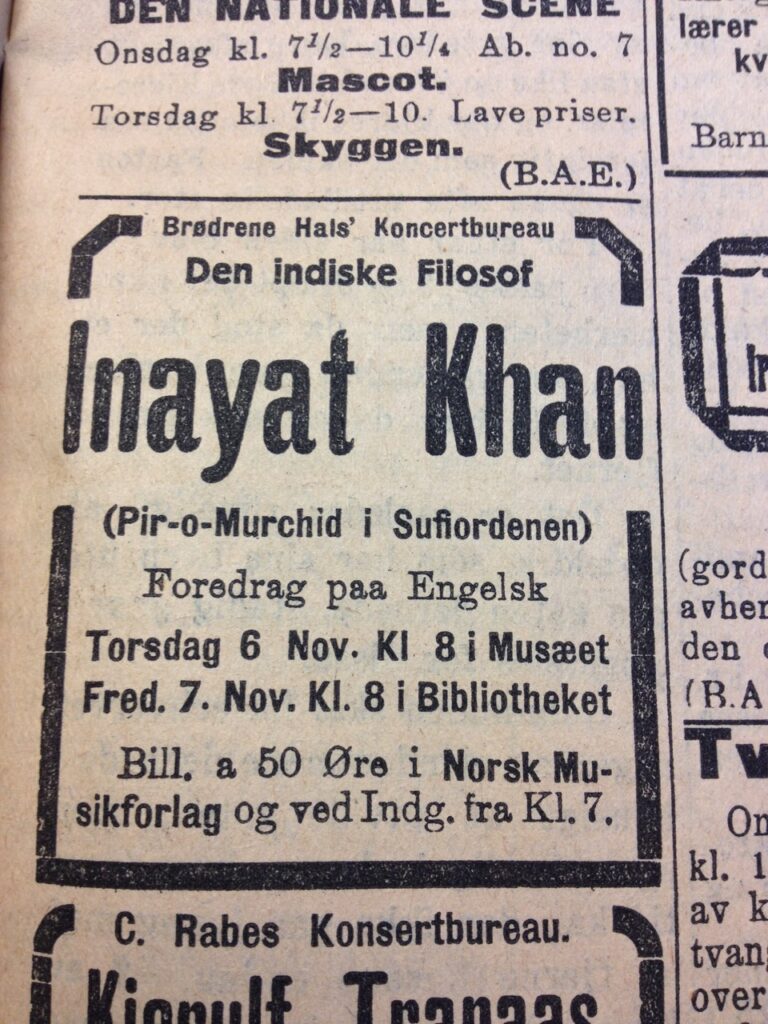 DEN NATIONALE SCENE
Onsdag kl. 7½—10¼ Ab. no. 7
Mascot.
Torsdag kl. 7½—10. Lave priser.
Skyggen.
(B.A.E.)
Brødrene Hals' Koncertbureau
Den indiske Filosof
Inayat Khan
(Pir-o-Murchid i Sufiordenen)
Foredrag paa Engelsk
Torsdag 6 Nov. Kl 8 i Musæet
Fred. 7. Nov. Kl. 8 i Bibliotheket
Bill. a 50 Øre i Norsk Mu-
sikforlag og ved Indg. fra Kl. 7.
C. Rabes Konsertbureau.
lærer
kv
Barn
(gord
avher
den
(B.A
Tv
kl. 1
av k
tvang
over